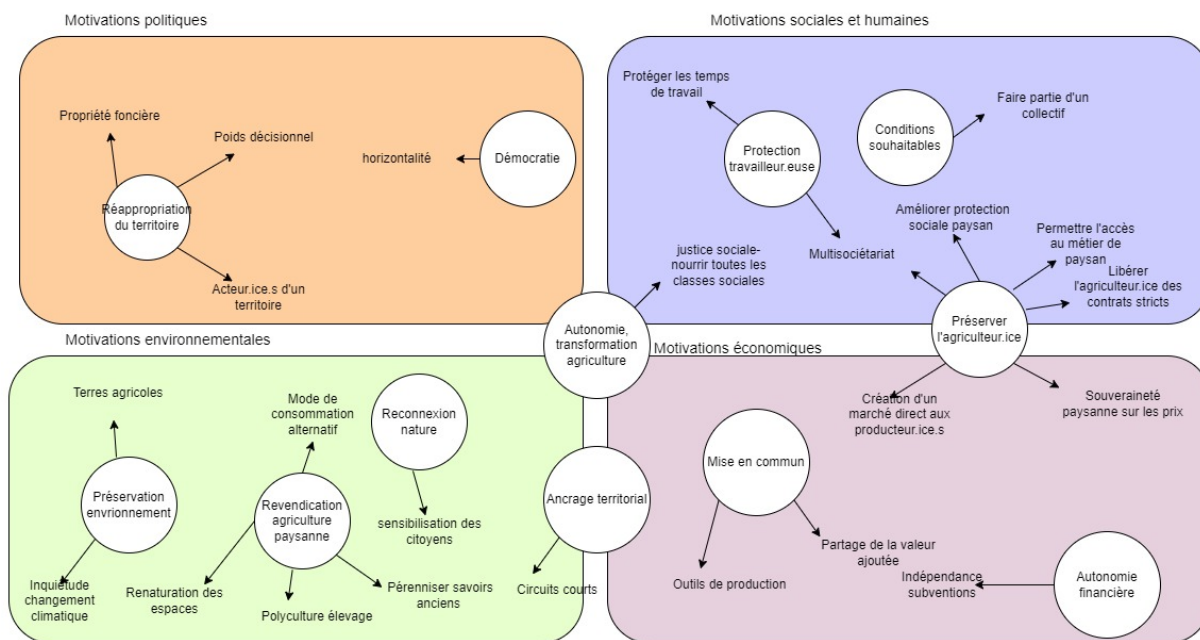 Motivations politiques
Propriété foncière
Poids décisionnel
horizontalité
Démocratie
Réappropriation
du territoire
Acteur.ice.s d'un
territoire
Motivations sociales et humaines
Protéger les temps
de travail
Protection
travailleur.euse
Conditions
souhaitables
Faire partie d'un
collectif
Améliorer protection
sociale paysan
Multisociétariat
Permettre l'accès
au métier de
paysan
Libérer
l'agriculteur.ice des
contrats stricts
justice sociale-
nourrir toutes les
classes sociales
Autonomie,
transformation
agriculture
Préserver
l'agriculteur.ice
Motivations environnementales
Terres agricoles
Mode de
consommation
alternatif
Reconnexion
nature
Préservation
envrionnement
Revendication
agriculture
paysanne
sensibilisation des
citoyens
Inquiétude
changement
climatique
Renaturation des
espaces
Polyculture élevage
Pérenniser savoirs
anciens
Ancrage territorial
Circuits courts
Motivations économiques
Création d'un
marché direct aux
producteur.ice.s
Souveraineté
paysanne sur les prix
Mise en commun
Outils de production
Partage de la valeur
ajoutée
Indépendance
subventions
Autonomie
financière